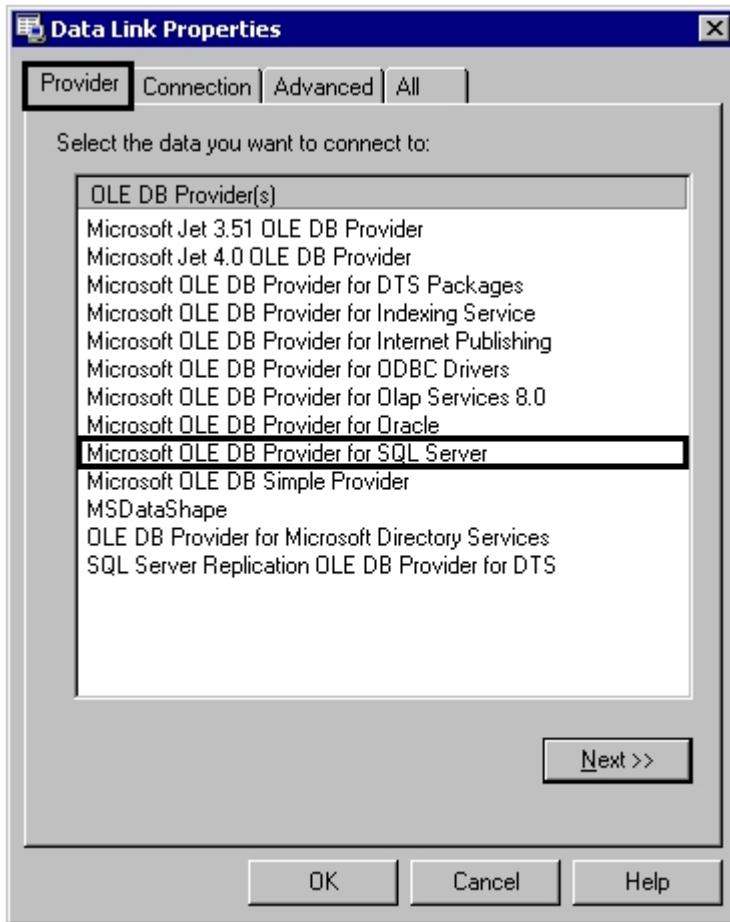 Data Link Properties
Provider Connection Advanced All
Select the data you want to connect to:
OLE DB Provider(s)
Microsoft Jet 3.51 OLE DB Provider
Microsoft Jet 4.0 OLE DB Provider
Microsoft OLE DB Provider for DTS Packages
Microsoft OLE DB Provider for Indexing Service
Microsoft OLE DB Provider for Internet Publishing
Microsoft OLE DB Provider for ODBC Drivers
Microsoft OLE DB Provider for Olap Services 8.0
Microsoft OLE DB Provider for Oracle
Microsoft OLE DB Provider for SQL Server
Microsoft OLE DB Simple Provider
MSDataShape
OLE DB Provider for Microsoft Directory Services
SQL Server Replication OLE DB Provider for DTS
Next >>
OK Cancel Help